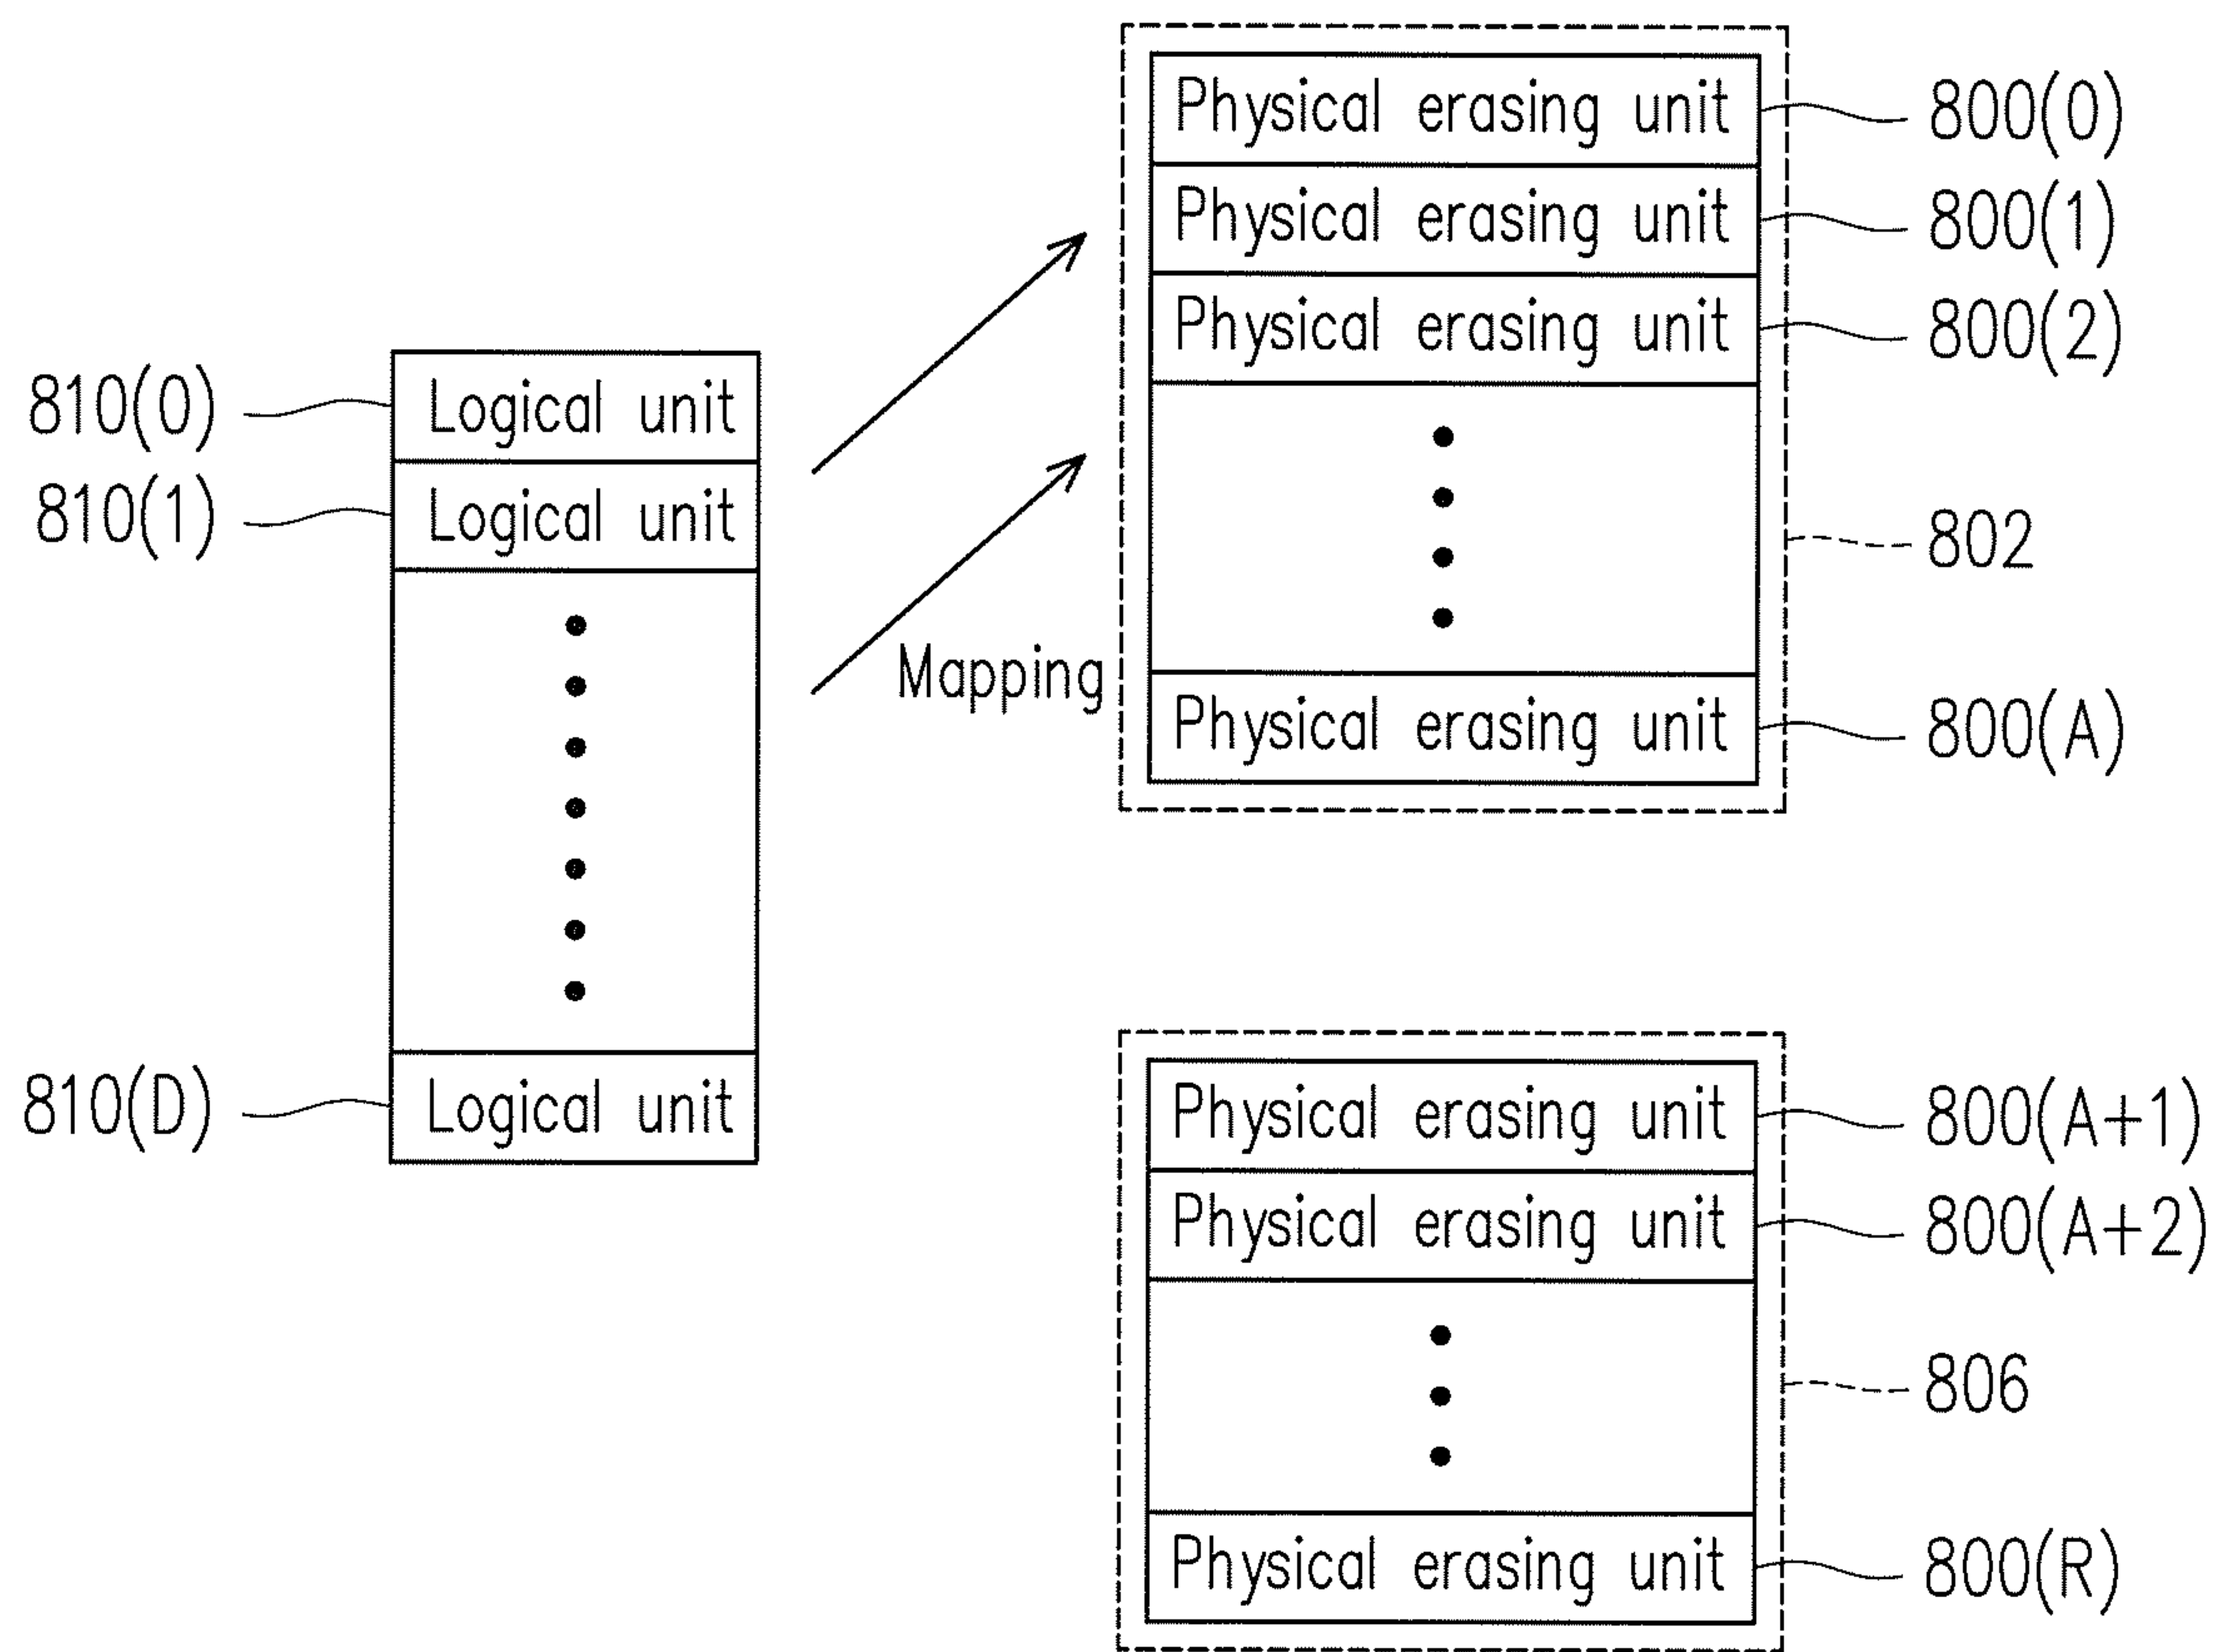 810(0)
Logical unit
810(1)
Logical unit
810(D)
Logical unit
Mapping
Physical erasing unit
800(0)
Physical erasing unit
800(1)
Physical erasing unit
800(2)
802
Physical erasing unit
800(A)
Physical erasing unit
800(A+1)
Physical erasing unit
800(A+2)
806
Physical erasing unit
800(R)